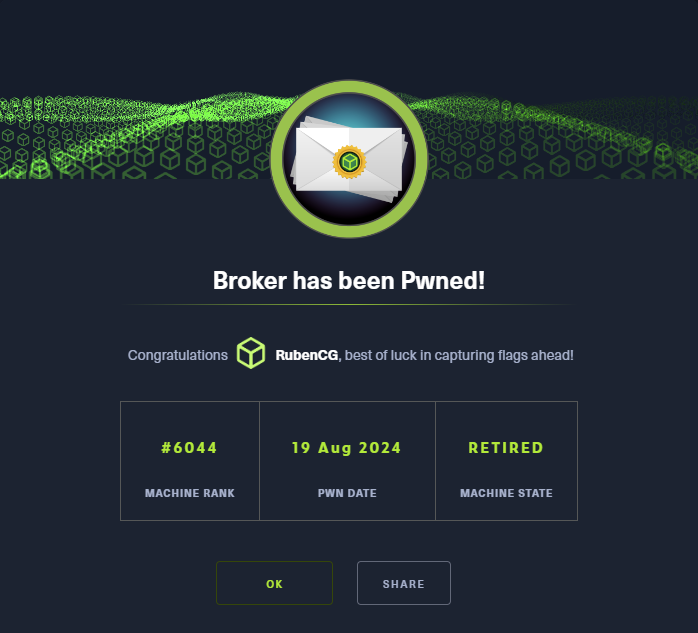 Broker has been Pwned!
Congratulations RubenCG, best of luck in capturing flags ahead!
#6044 19 Aug 2024 RETIRED
MACHINE RANK PWN DATE MACHINE STATE
OK SHARE